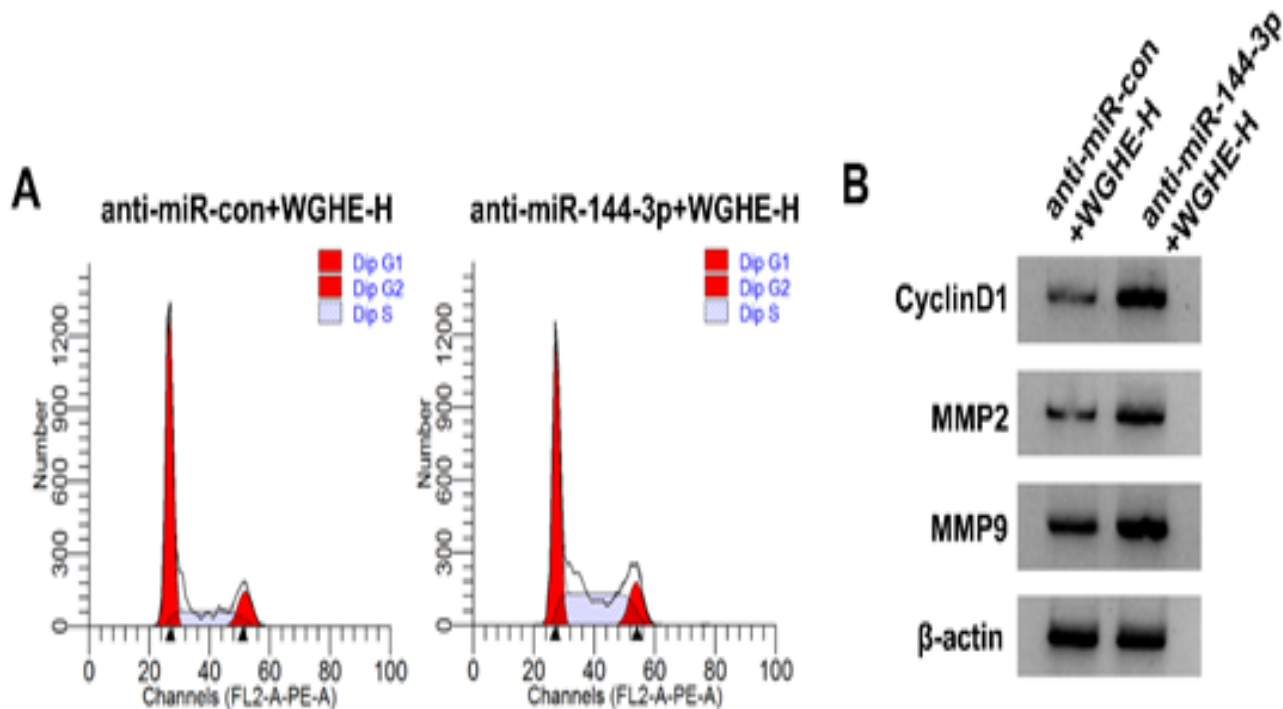 A
anti-miR-con+WGHE-H
Dip G1
Dip G2
Dip S
Number
1200
900
600
300
0
0 20 40 60 80 100
Channels (FL2-A-PE-A)
anti-miR-144-3p+WGHE-H
Dip G1
Dip G2
Dip S
Number
1200
900
600
300
0
0 20 40 60 80 100
Channels (FL2-A-PE-A)
B
anti-miR-con
+WGHE-H
anti-miR-144-3p
+WGHE-H
CyclinD1
MMP2
MMP9
β-actin